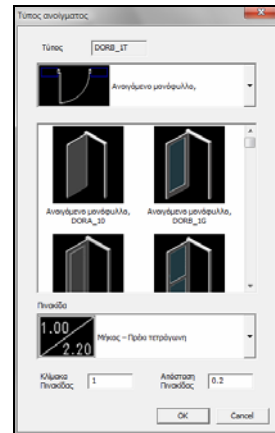 Τύπος ανοίγματος
Τύπος DORB_1T
Ανοιγόμενο μονόφυλλο,
Ανοιγόμενο μονόφυλλο, DORA_1D
Ανοιγόμενο μονόφυλλο, DORB_1G
Πινακίδα
1.00
2.20
Μήκος – Πρέκι τετράγωνη
Κλίμακα Πινακίδας 1
Απόσταση Πινακίδας 0.2
OK Cancel